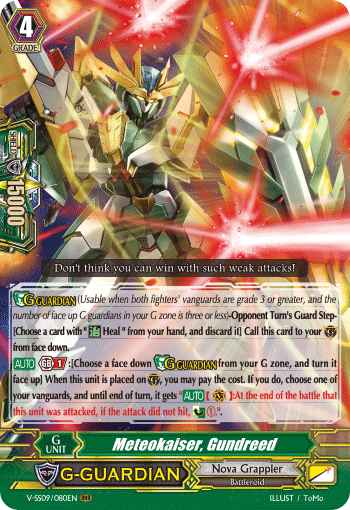 4
GRADE
SHIELD
15000
Don't think you can win with such weak attacks!
G GUARDIAN (Usable when both fighters' vanguards are grade 3 or greater, and the
number of face up G guardians in your G zone is three or less)-Opponent Turn's Guard Step-
[Choose a card with " Heal " from your hand, and discard it] Call this card to your
from face down.
AUTO 1 :[Choose a face down G GUARDIAN from your G zone, and turn it
face up] When this unit is placed on , you may pay the cost. If you do, choose one of
your vanguards, and until end of turn, it gets " AUTO 1 :At the end of the battle that
this unit was attacked, if the attack did not hit, 1 ".
G
UNIT
Meteokaiser, Gundreed
G-GUARDIAN
Nova Grappler
Battleroid
V-SS09/080EN RRR
ILLUST / ToMo